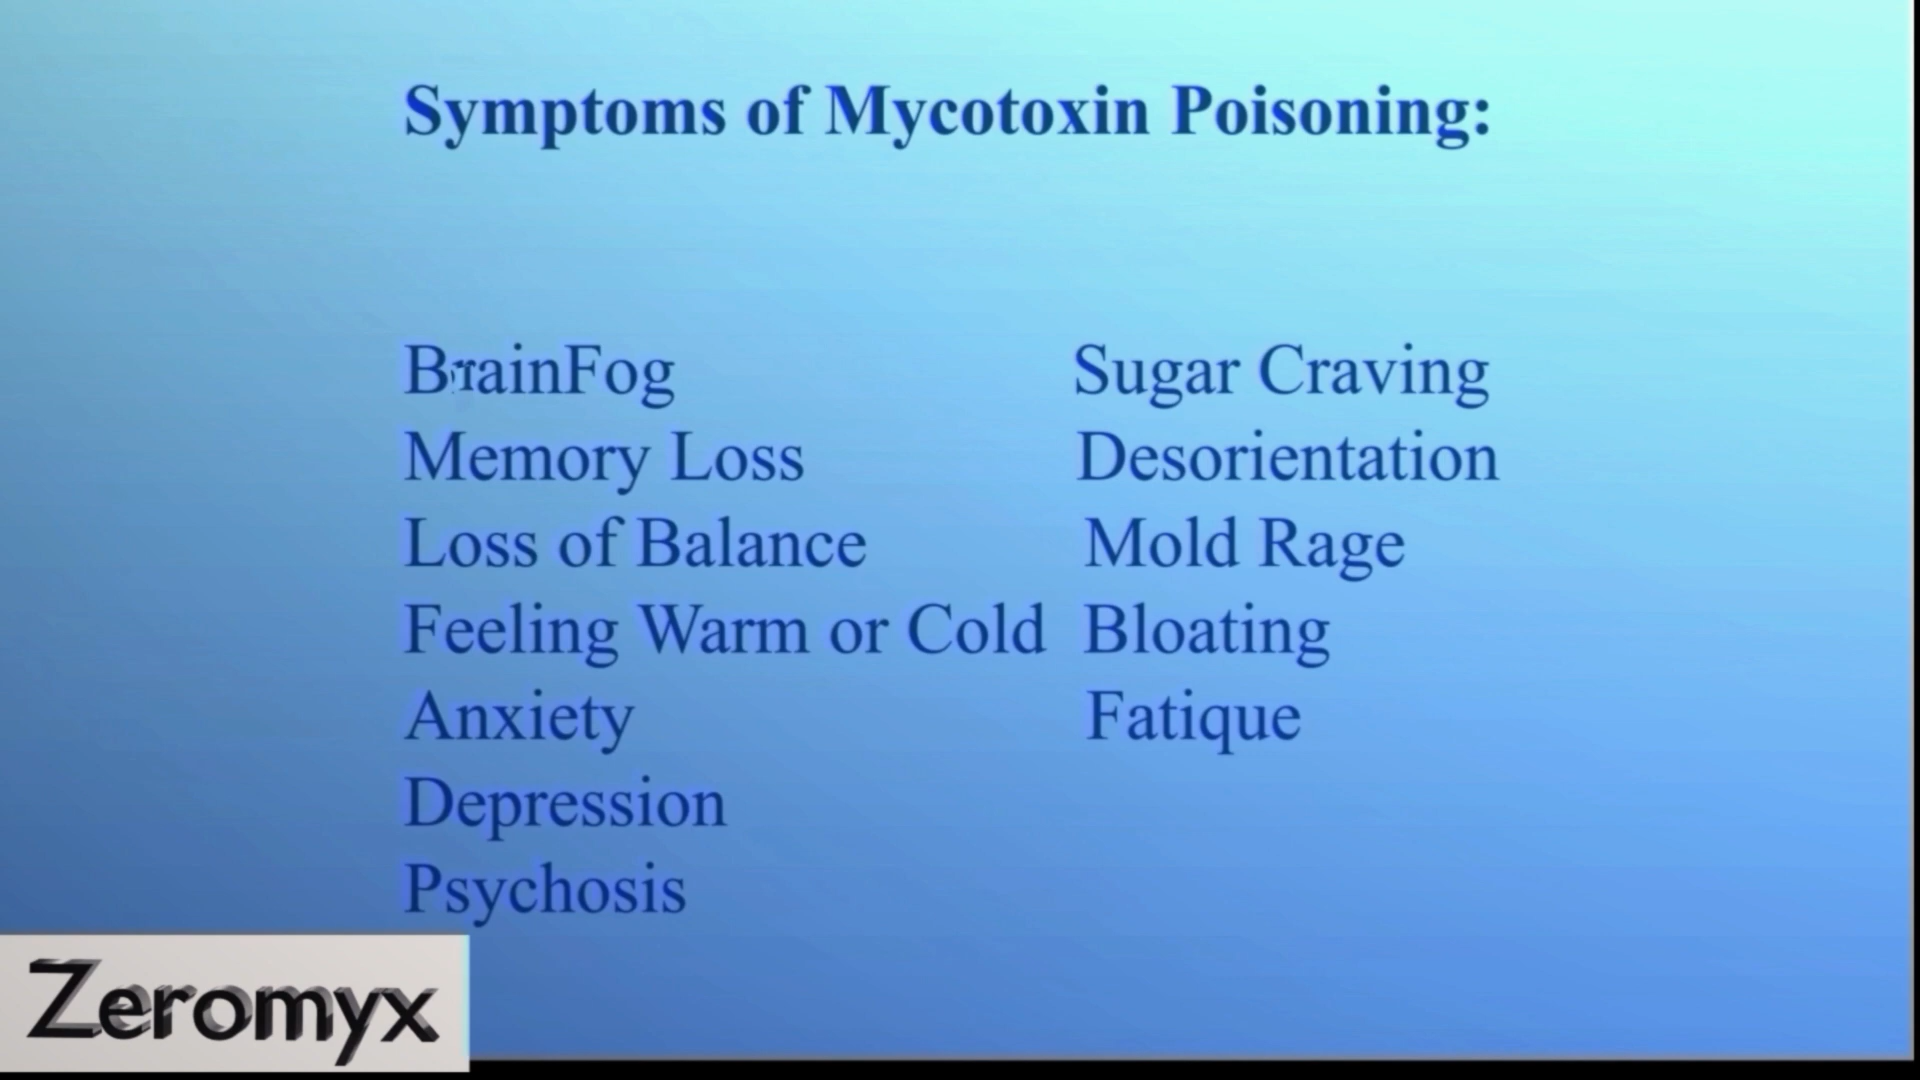 Symptoms of Mycotoxin Poisoning:
BrainFog
Memory Loss
Loss of Balance
Feeling Warm or Cold
Anxiety
Depression
Psychosis
Sugar Craving
Desorientation
Mold Rage
Bloating
Fatique
Zeromyx